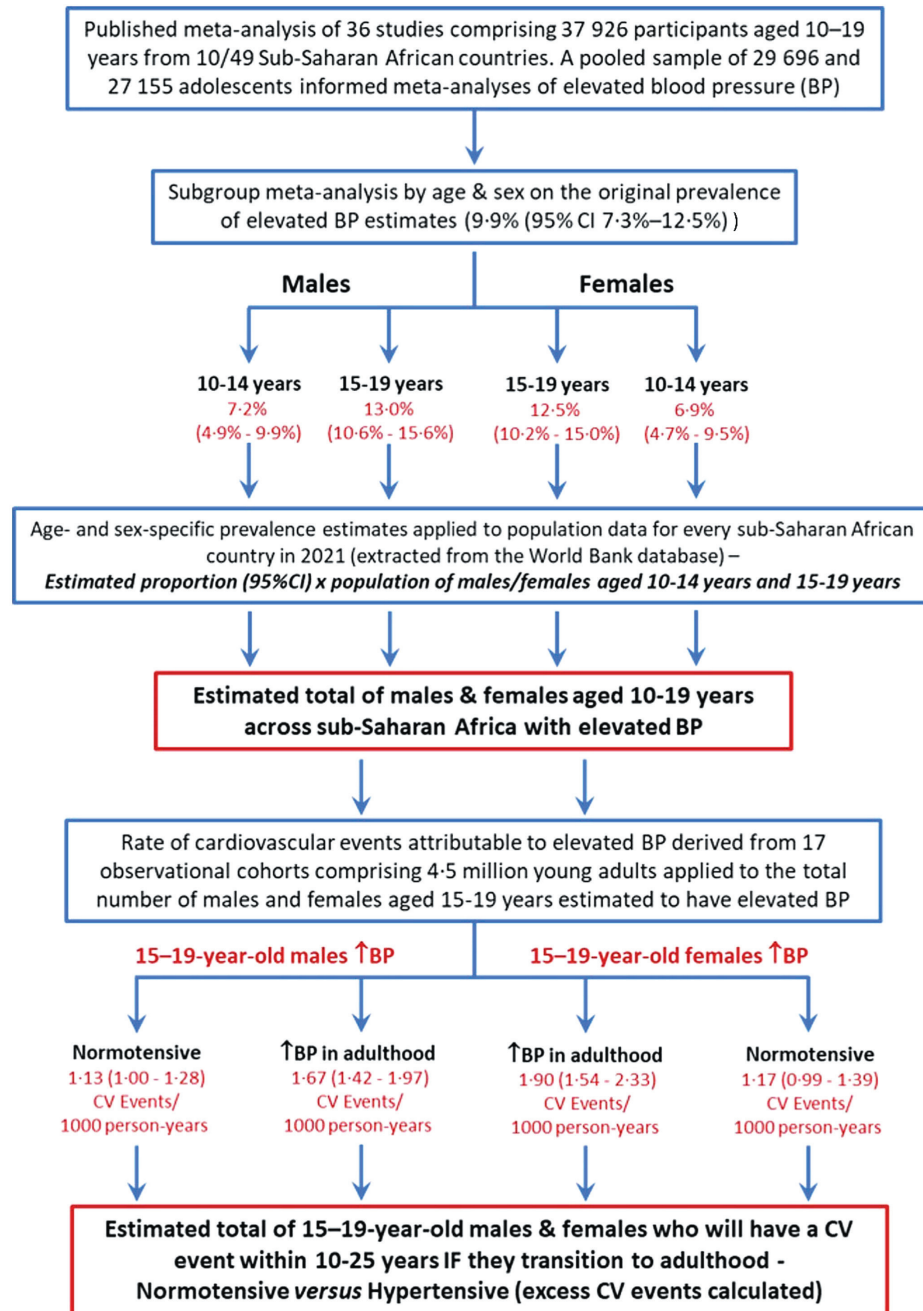 Published meta-analysis of 36 studies comprising 37 926 participants aged 10–19
years from 10/49 Sub-Saharan African countries. A pooled sample of 29 696 and
27 155 adolescents informed meta-analyses of elevated blood pressure (BP)
Subgroup meta-analysis by age & sex on the original prevalence
of elevated BP estimates (9·9% (95% CI 7·3%–12·5%) )
Males
Females
10-14 years
7·2%
(4·9% - 9·9%)
15-19 years
13·0%
(10·6% - 15·6%)
15-19 years
12·5%
(10·2% - 15·0%)
10-14 years
6·9%
(4·7% - 9·5%)
Age- and sex-specific prevalence estimates applied to population data for every sub-Saharan African
country in 2021 (extracted from the World Bank database) –
Estimated proportion (95%CI) x population of males/females aged 10-14 years and 15-19 years
Estimated total of males & females aged 10-19 years
across sub-Saharan Africa with elevated BP
Rate of cardiovascular events attributable to elevated BP derived from 17
observational cohorts comprising 4·5 million young adults applied to the total
number of males and females aged 15-19 years estimated to have elevated BP
15–19-year-old males ↑BP
15–19-year-old females ↑BP
Normotensive
1·13 (1·00 - 1·28)
CV Events/
1000 person-years
↑BP in adulthood
1·67 (1·42 - 1·97)
CV Events/
1000 person-years
↑BP in adulthood
1·90 (1·54 - 2·33)
CV Events/
1000 person-years
Normotensive
1·17 (0·99 - 1·39)
CV Events/
1000 person-years
Estimated total of 15–19-year-old males & females who will have a CV
event within 10-25 years IF they transition to adulthood -
Normotensive versus Hypertensive (excess CV events calculated)